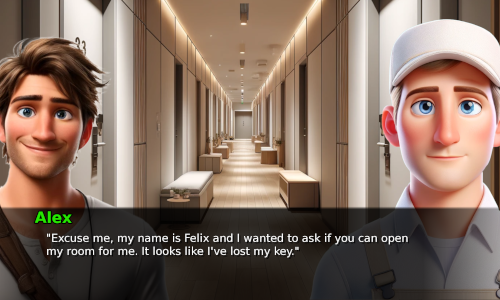 33
Alex
"Excuse me, my name is Felix and I wanted to ask if you can open
my room for me. It looks like I've lost my key."